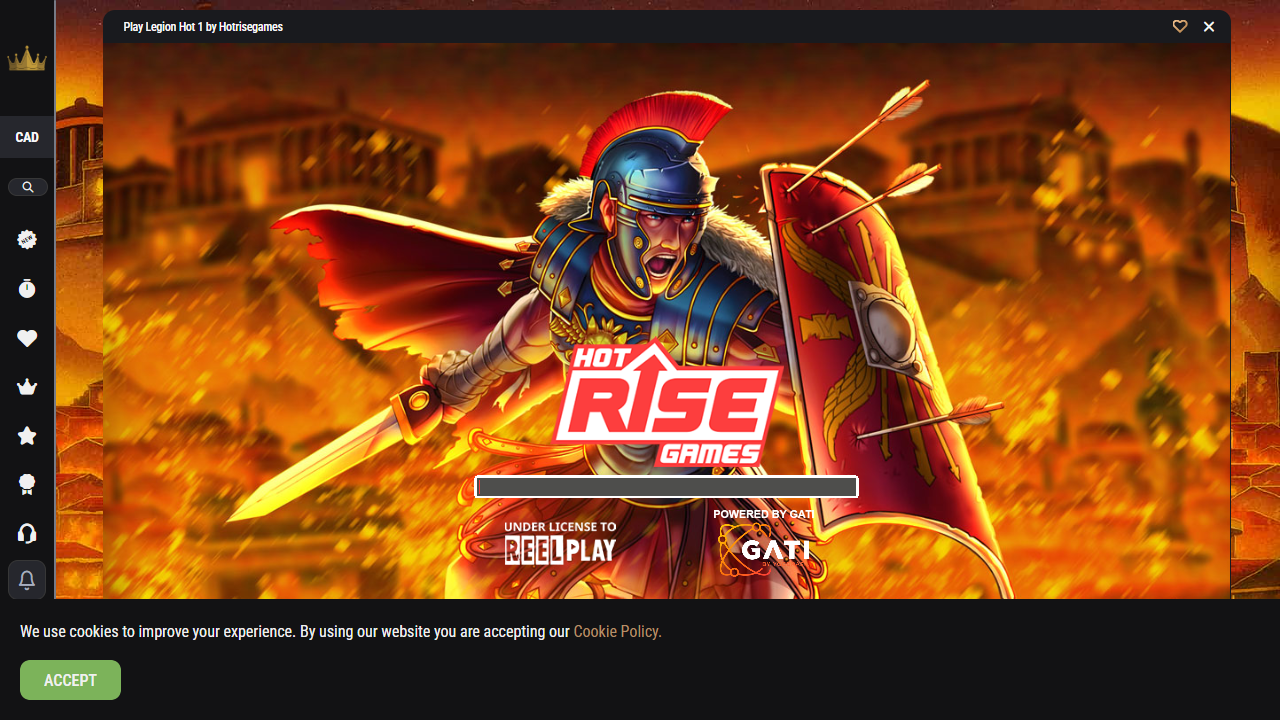 Play Legion Hot 1 by Hotrisegames
CAD
NEW
HOT
RISE
GAMES
UNDER LICENSE TO
REELPLAY
POWERED BY GATI
GATI
We use cookies to improve your experience. By using our website you are accepting our Cookie Policy.
ACCEPT